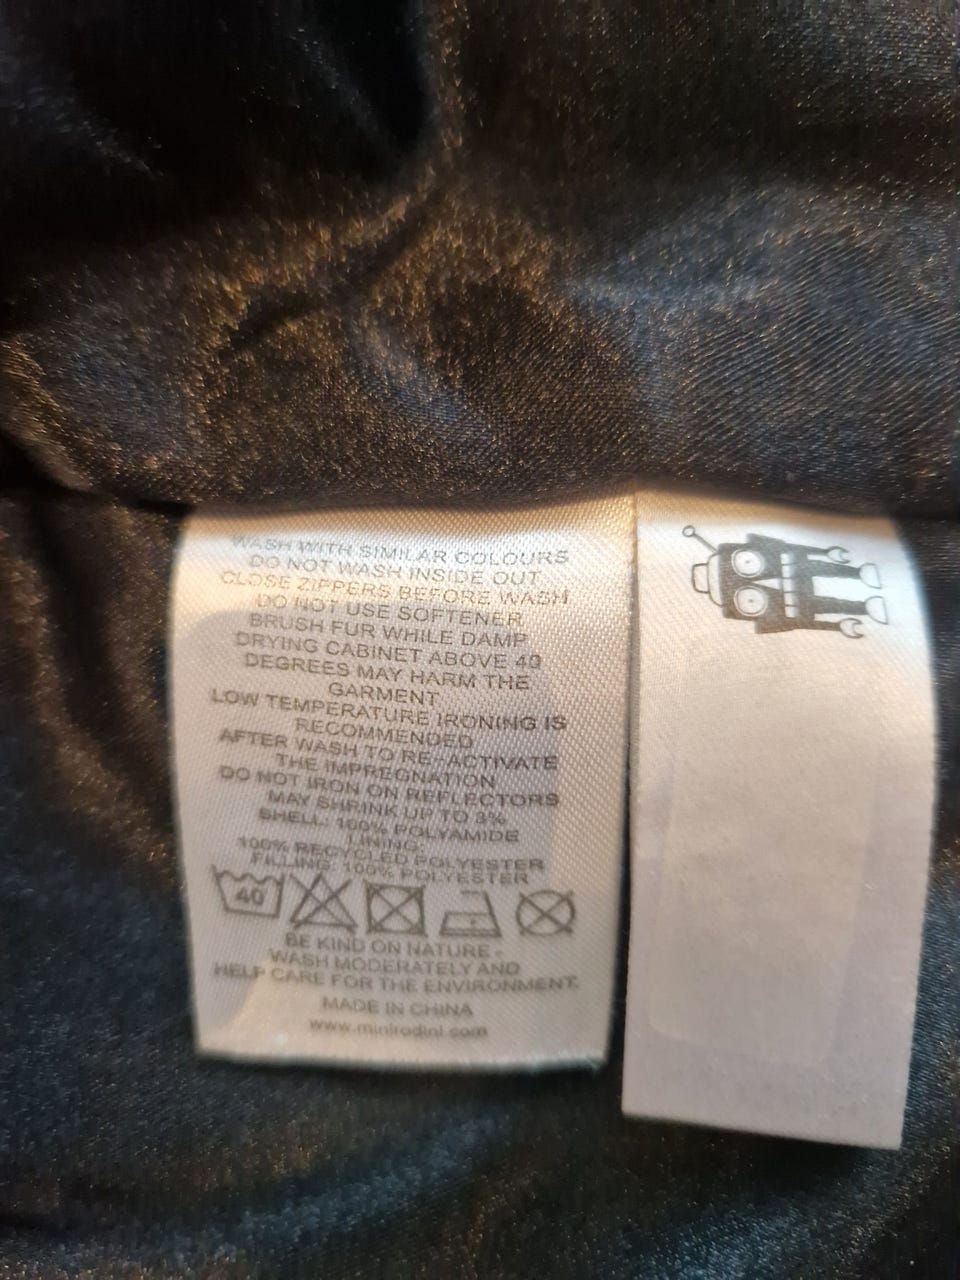 WASH WITH SIMILAR COLOURS
DO NOT WASH INSIDE OUT
CLOSE ZIPPERS BEFORE WASH
DO NOT USE SOFTENER
BRUSH FUR WHILE DAMP
DRYING CABINET ABOVE 40
DEGREES MAY HARM THE
GARMENT
LOW TEMPERATURE IRONING IS
RECOMMENDED
AFTER WASH TO RE-ACTIVATE
THE IMPREGNATION
DO NOT IRON ON REFLECTORS
MAY SHRINK UP TO 3%
SHELL: 100% POLYAMIDE
LINING:
100% RECYCLED POLYESTER
FILLING: 100% POLYESTER
40
BE KIND ON NATURE -
WASH MODERATELY AND
HELP CARE FOR THE ENVIRONMENT.
MADE IN CHINA
www.minirodini.com